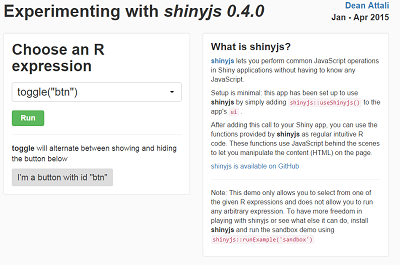 Experimenting with shinyjs 0.4.0
Dean Attali
Jan - Apr 2015
Choose an R
expression
toggle("btn")
Run
toggle will alternate between showing and hiding
the button below
I'm a button with id "btn"
What is shinyjs?
shinyjs lets you perform common JavaScript operations
in Shiny applications without having to know any
JavaScript.
Setup is minimal: this app has been set up to use
shinyjs by simply adding shinyjs::useShinyjs() to the
app's ui .
After adding this call to your Shiny app, you can use the
functions provided by shinyjs as regular intuitive R
code. These functions use JavaScript behind the scenes
to let you manipulate the content (HTML) on the page.
shinyjs is available on GitHub
Note: This demo only allows you to select from one of
the given R expressions and does not allow you to run
any arbitrary expression. To have more freedom in
playing with shinyjs or see what else it can do, install
shinyjs and run the sandbox demo using
shinyjs::runExample("sandbox")